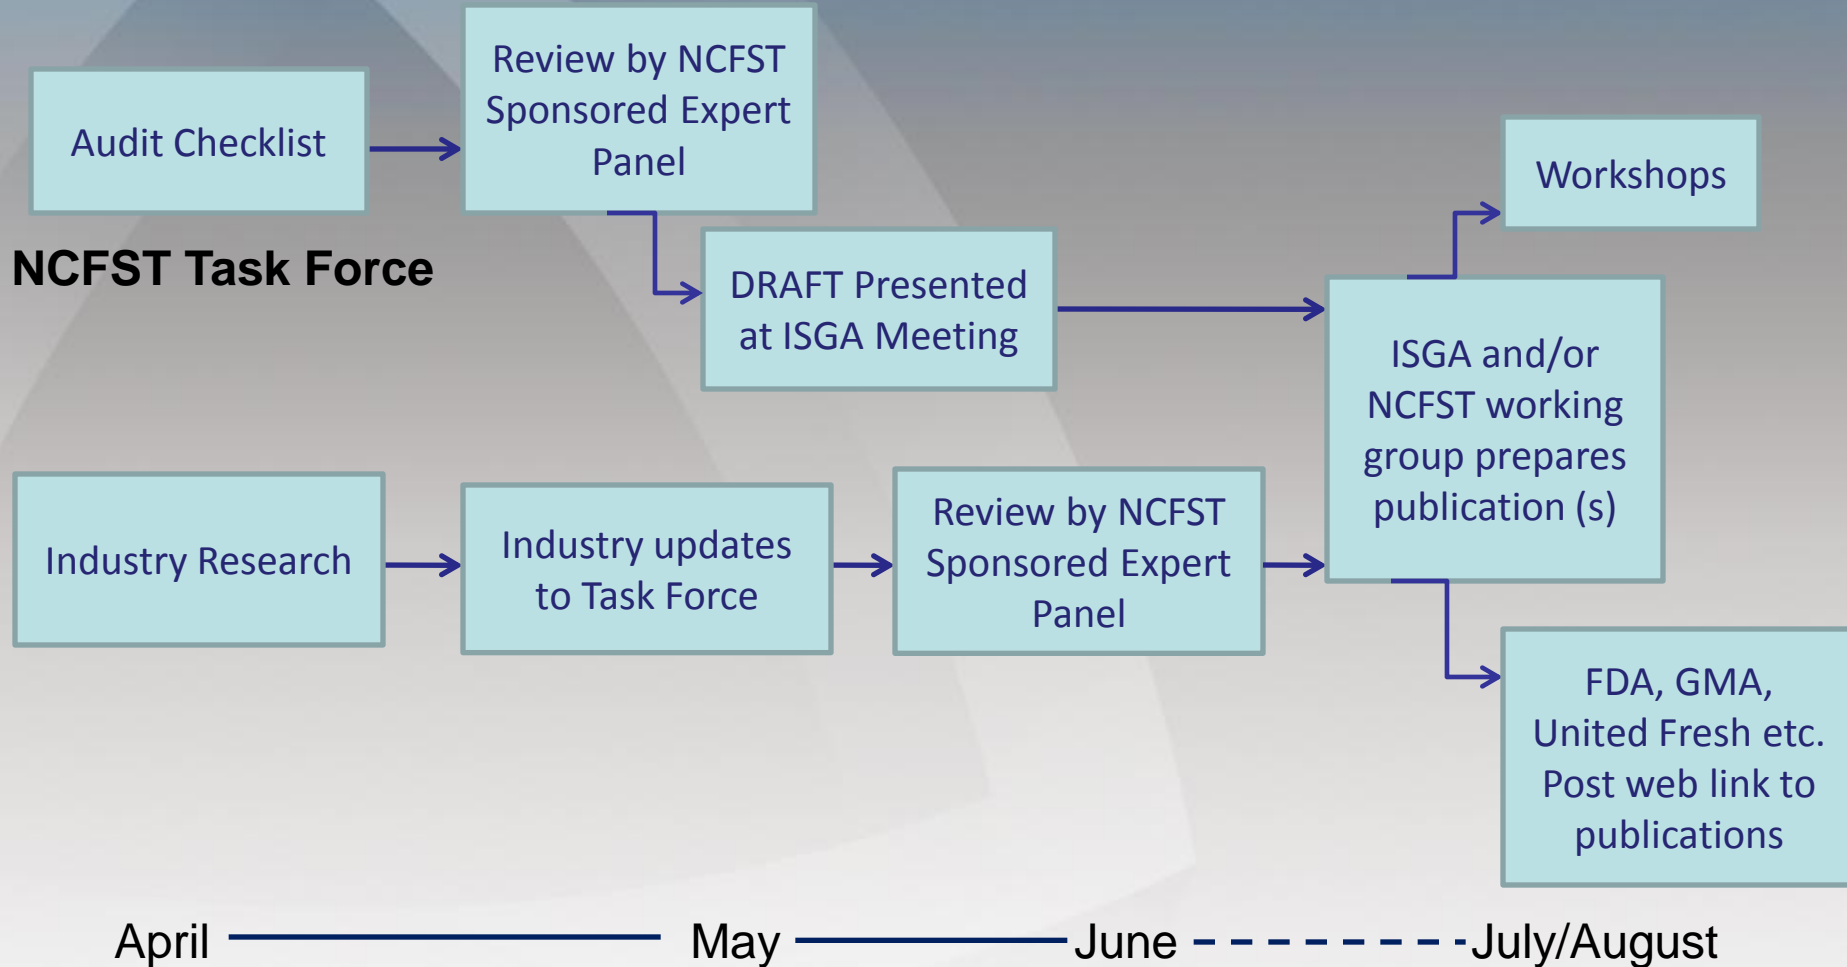 Audit Checklist
Review by NCFST
Sponsored Expert
Panel
Workshops
NCFST Task Force
DRAFT Presented
at ISGA Meeting
ISGA and/or
NCFST working
group prepares
publication (s)
Industry Research
Industry updates
to Task Force
Review by NCFST
Sponsored Expert
Panel
FDA, GMA,
United Fresh etc.
Post web link to
publications
April May June July/August